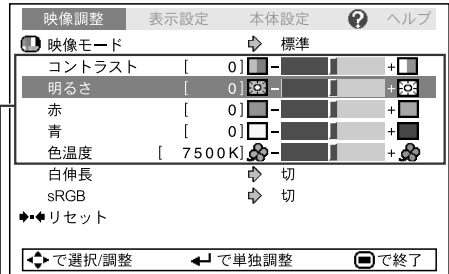 映像調整 表示設定 本体設定 ? ヘルプ
映像モード 標準
コントラスト [ 0] − +
明るさ [ 0] − +
赤 [ 0] − +
青 [ 0] − +
色温度 [ 7500K] − +
白伸長 切
sRGB 切
リセット
で選択/調整 で単独調整 で終了